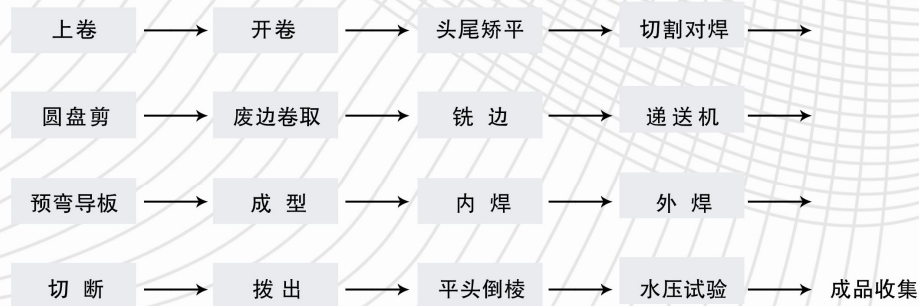 上卷 开卷 头尾矫平 切割对焊
圆盘剪 废边卷取 铣 边 递送机
预弯导板 成 型 内 焊 外 焊
切 断 拨出 平头倒棱 水压试验 成品收集